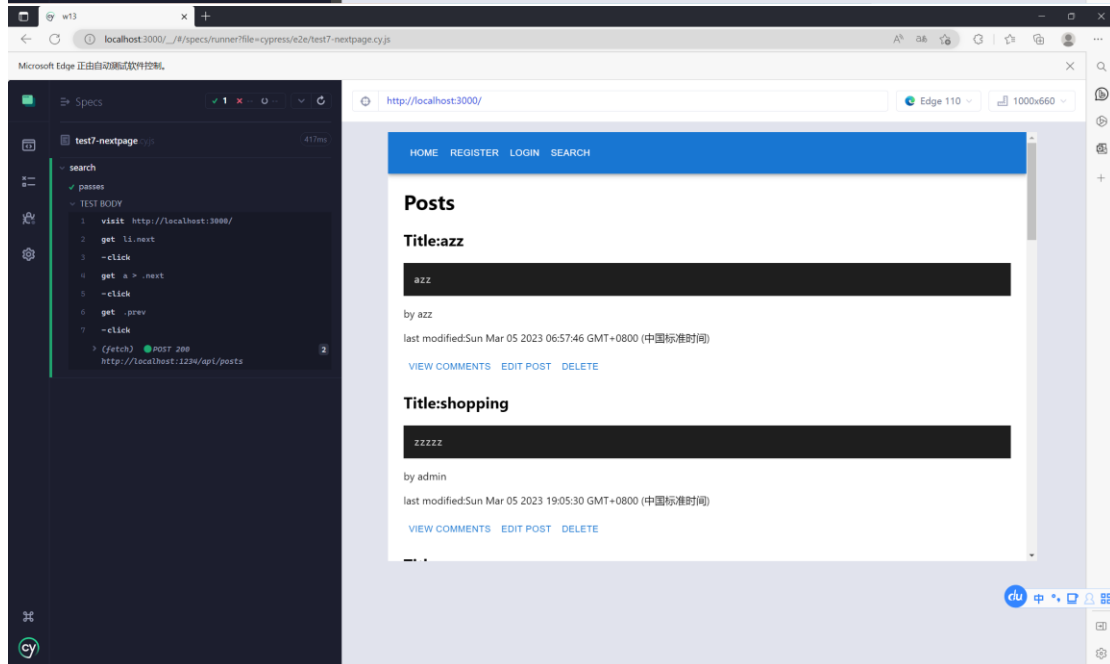 w13
localhost:3000/__/#/specs/runner?file=cypress/e2e/test7-nextpage.cy.js
Microsoft Edge 正由自动测试软件控制。
Specs
1
--
--
http://localhost:3000/
Edge 110
1000x660
test7-nextpage.cy.js
417ms
search
passes
TEST BODY
1 visit http://localhost:3000/
2 get li.next
3 -click
4 get a > .next
5 -click
6 get .prev
7 -click
(fetch) POST 200 2
http://localhost:1234/api/posts
HOME REGISTER LOGIN SEARCH
Posts
Title:azz
azz
by azz
last modified:Sun Mar 05 2023 06:57:46 GMT+0800 (中国标准时间)
VIEW COMMENTS EDIT POST DELETE
Title:shopping
zzzzz
by admin
last modified:Sun Mar 05 2023 19:05:30 GMT+0800 (中国标准时间)
VIEW COMMENTS EDIT POST DELETE
du 中
cy